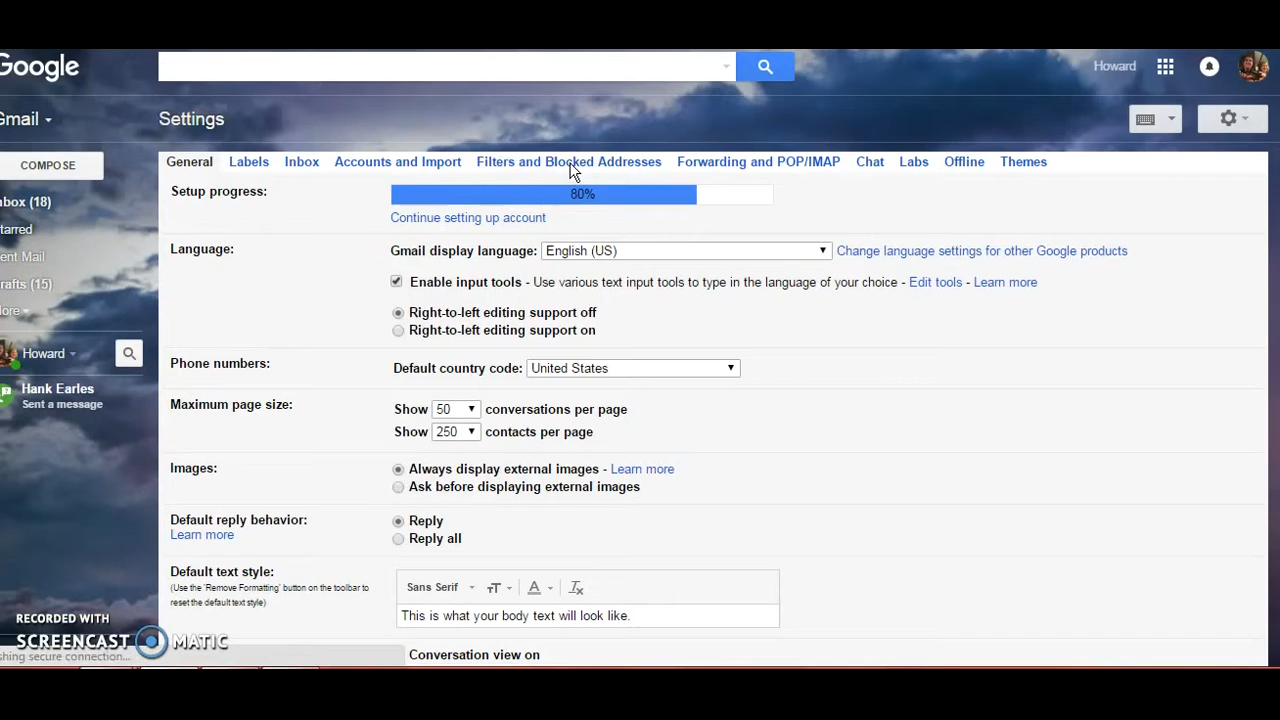 Google
Howard
Gmail
Settings
COMPOSE
General Labels Inbox Accounts and Import Filters and Blocked Addresses Forwarding and POP/IMAP Chat Labs Offline Themes
Setup progress:
80%
Continue setting up account
nbox (18)
tarred
ent Mail
rafts (15)
ore
Howard
Hank Earles
Sent a message
Language:
Gmail display language: English (US) Change language settings for other Google products
Enable input tools - Use various text input tools to type in the language of your choice - Edit tools - Learn more
Right-to-left editing support off
Right-to-left editing support on
Phone numbers:
Default country code: United States
Maximum page size:
Show 50 conversations per page
Show 250 contacts per page
Images:
Always display external images - Learn more
Ask before displaying external images
Default reply behavior:
Learn more
Reply
Reply all
Default text style:
(Use the 'Remove Formatting' button on the toolbar to
reset the default text style)
Sans Serif
This is what your body text will look like.
Conversation view on
RECORDED WITH
SCREENCAST MATIC
shing secure connection...